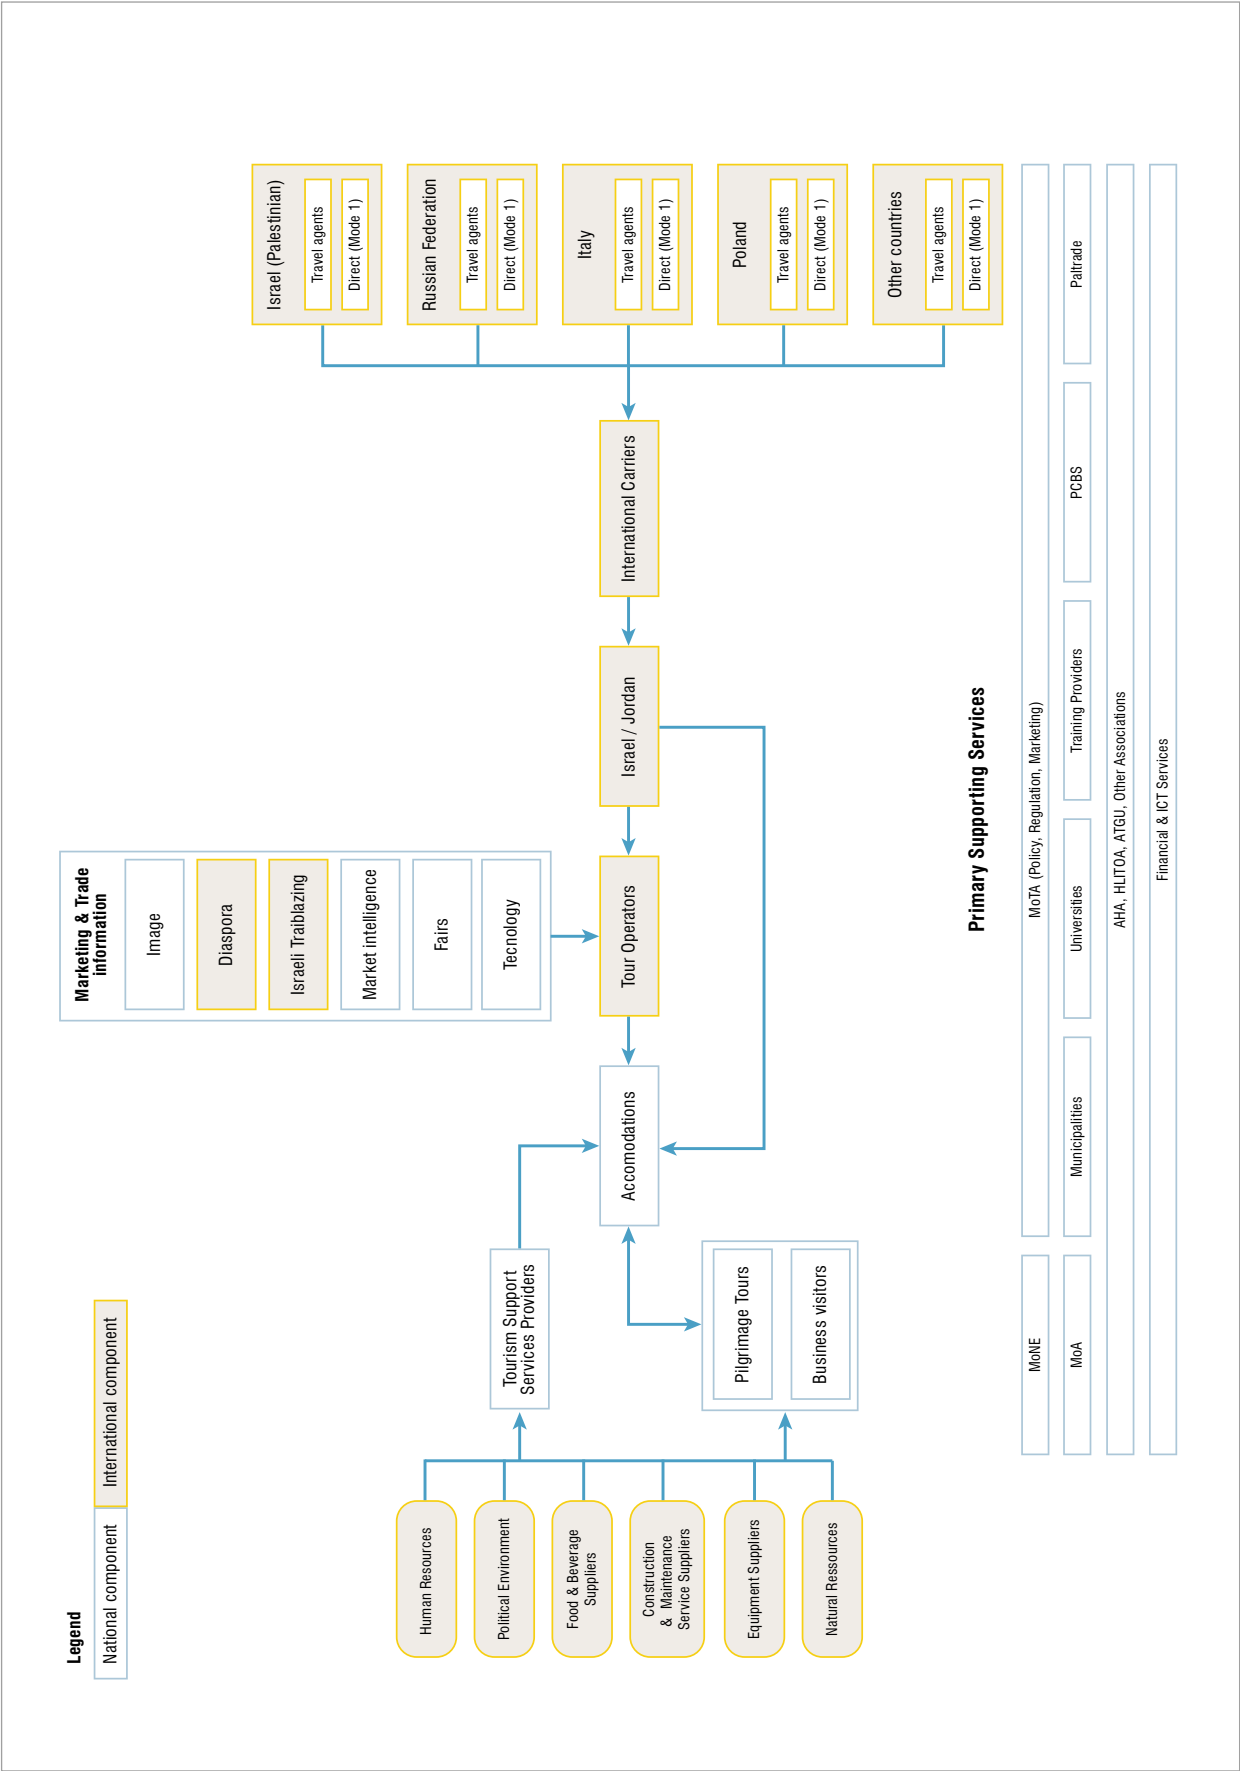 Legend
National component
International component
Marketing & Trade
information
Image
Diaspora
Israeli Traiblazing
Market intelligence
Fairs
Tecnology
Human Resources
Political Environment
Food & Beverage
Suppliers
Construction
& Maintenance
Service Suppliers
Equipment Suppliers
Natural Ressources
Tourism Support
Services Providers
Pilgrimage Tours
Business visitors
Accomodations
Tour Operators
Israel / Jordan
International Carriers
Israel (Palestinian)
Travel agents
Direct (Mode 1)
Russian Federation
Travel agents
Direct (Mode 1)
Italy
Travel agents
Direct (Mode 1)
Poland
Travel agents
Direct (Mode 1)
Other countries
Travel agents
Direct (Mode 1)
Primary Supporting Services
MoNE
MoTA (Policy, Regulation, Marketing)
MoA
Municipalities
Universities
Training Providers
PCBS
Paltrade
AHA, HLITOA, ATGU, Other Associations
Financial & ICT Services